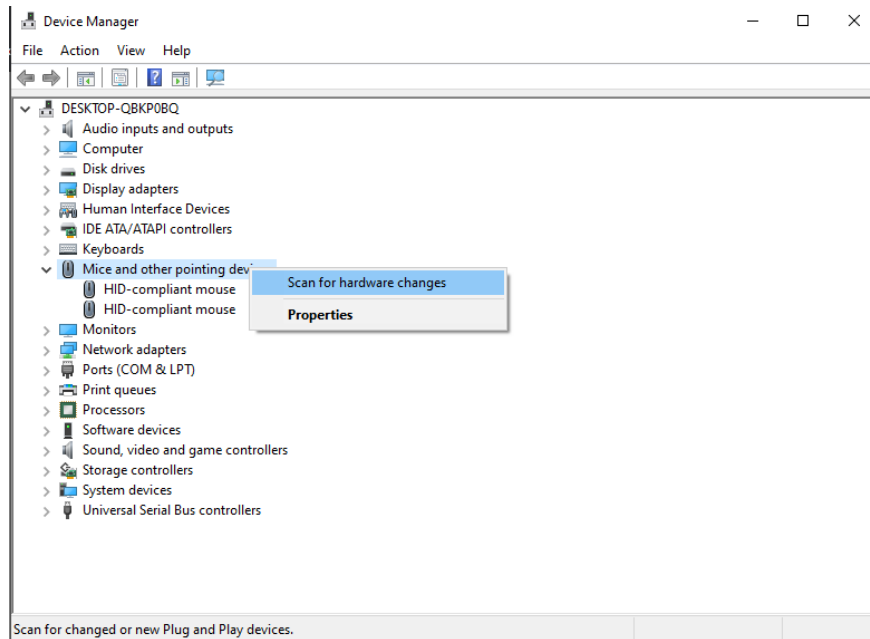 Device Manager
File Action View Help
DESKTOP-QBKP0BQ
Audio inputs and outputs
Computer
Disk drives
Display adapters
Human Interface Devices
IDE ATA/ATAPI controllers
Keyboards
Mice and other pointing dev
Scan for hardware changes
HID-compliant mouse
Properties
HID-compliant mouse
Monitors
Network adapters
Ports (COM & LPT)
Print queues
Processors
Software devices
Sound, video and game controllers
Storage controllers
System devices
Universal Serial Bus controllers
Scan for changed or new Plug and Play devices.